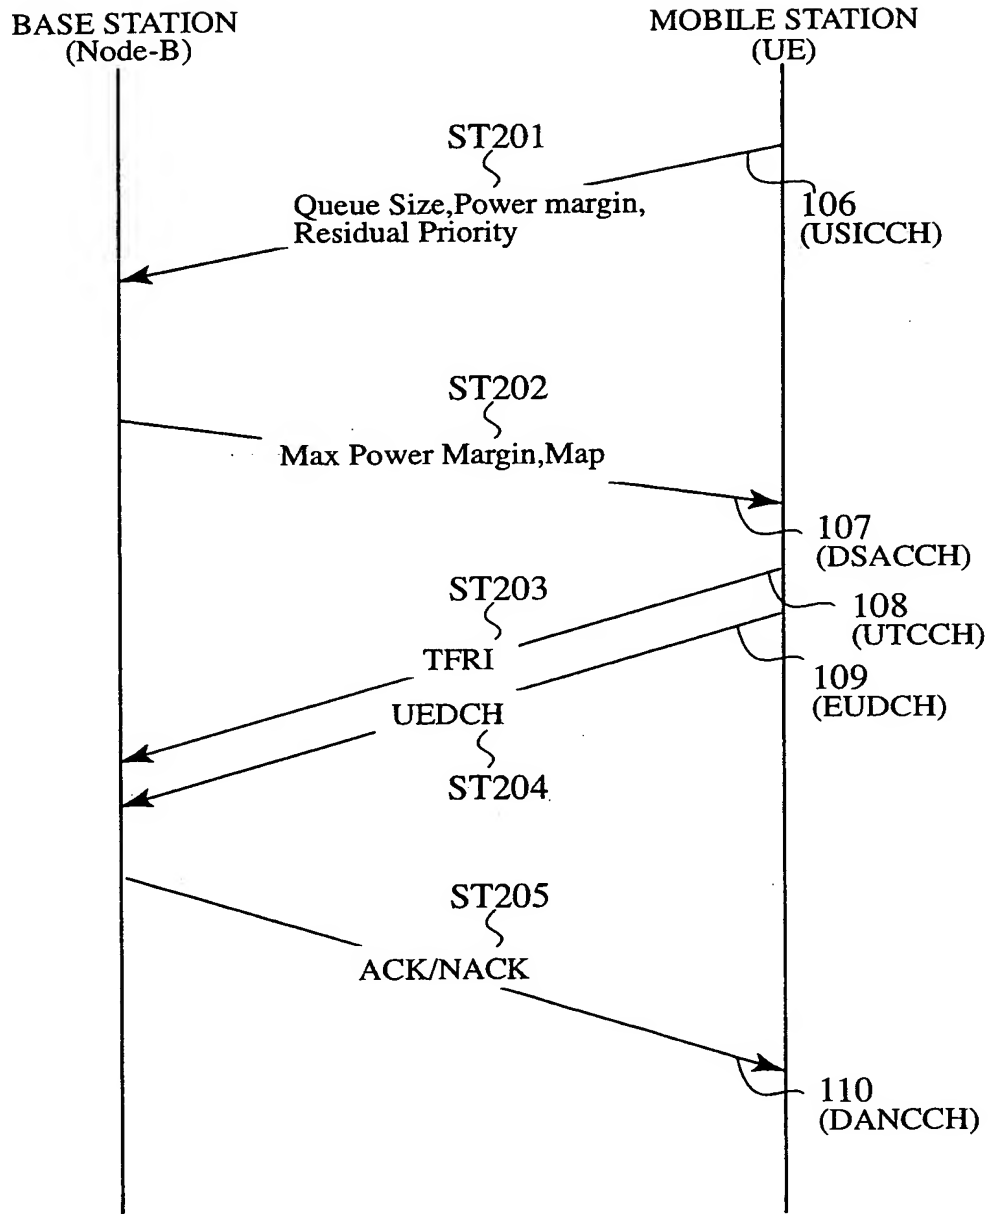 BASE STATION
(Node-B)
MOBILE STATION
(UE)
ST201
Queue Size,Power margin,
Residual Priority
106
(USICCH)
ST202
Max Power Margin,Map
107
(DSACCH)
ST203
TFRI
108
(UTCCH)
UEDCH
109
(EUDCH)
ST204
ST205
ACK/NACK
110
(DANCCH)